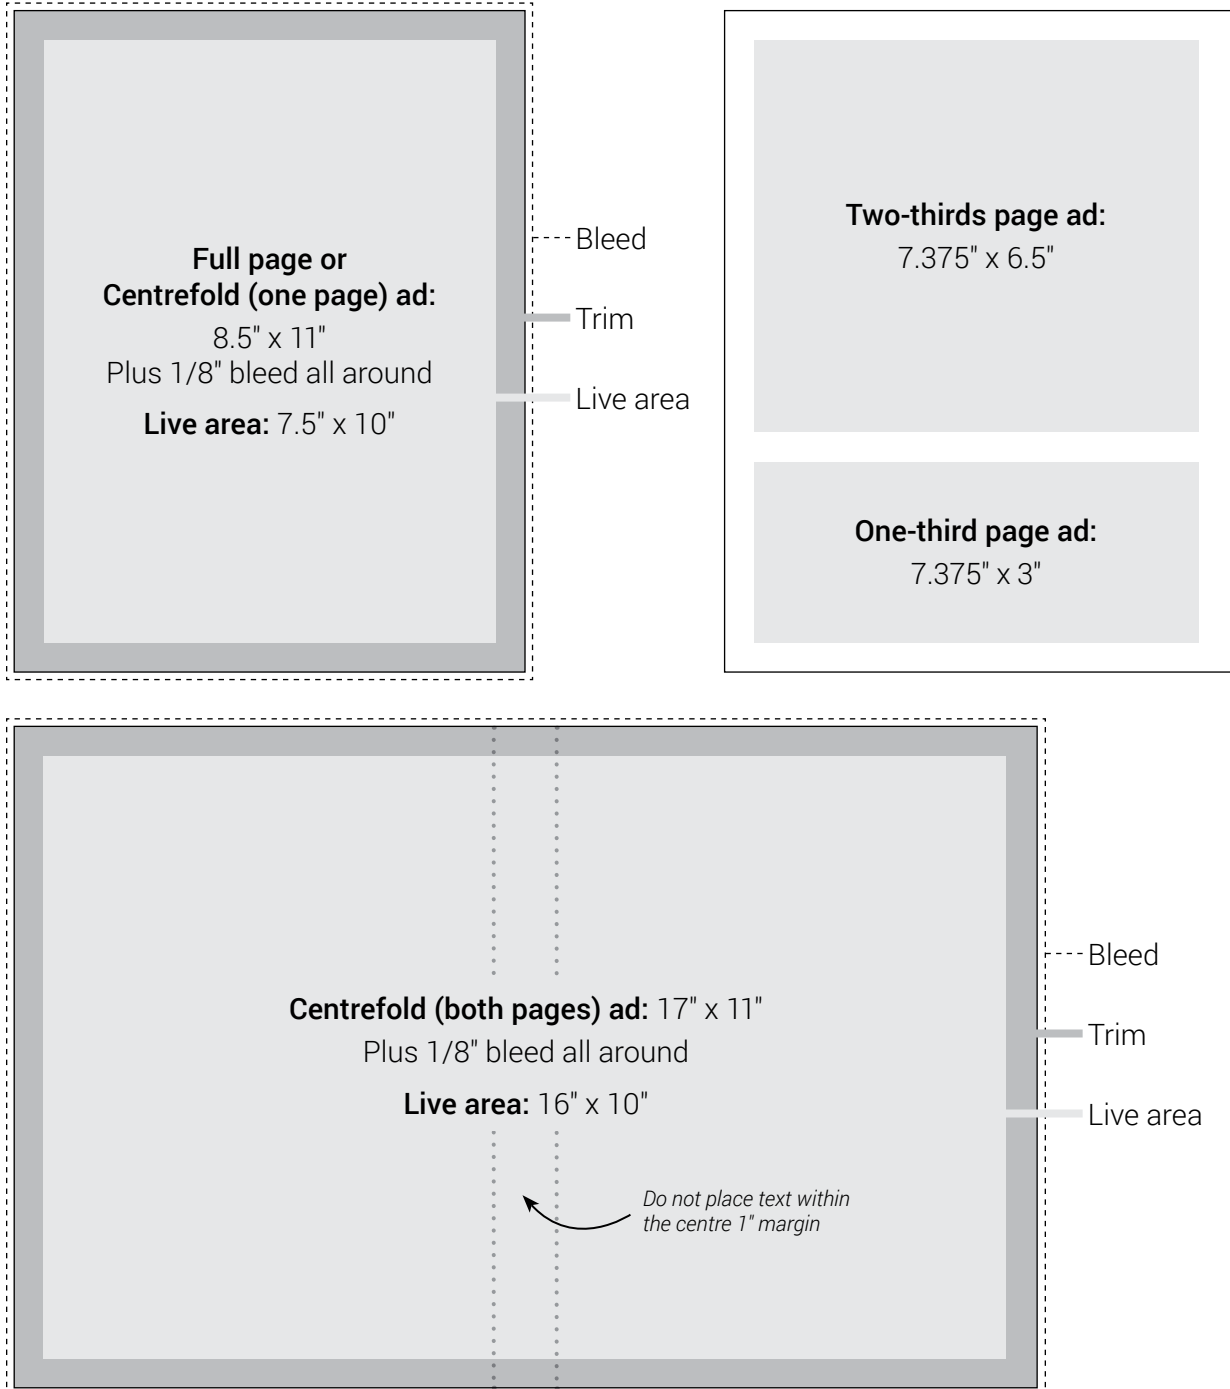 Full page or
Centrefold (one page) ad:
8.5" x 11"
Plus 1/8" bleed all around
Live area: 7.5" x 10"
Bleed
Trim
Live area
Two-thirds page ad:
7.375" x 6.5"
One-third page ad:
7.375" x 3"
Centrefold (both pages) ad: 17" x 11"
Plus 1/8" bleed all around
Live area: 16" x 10"
Do not place text within
the centre 1" margin
Bleed
Trim
Live area